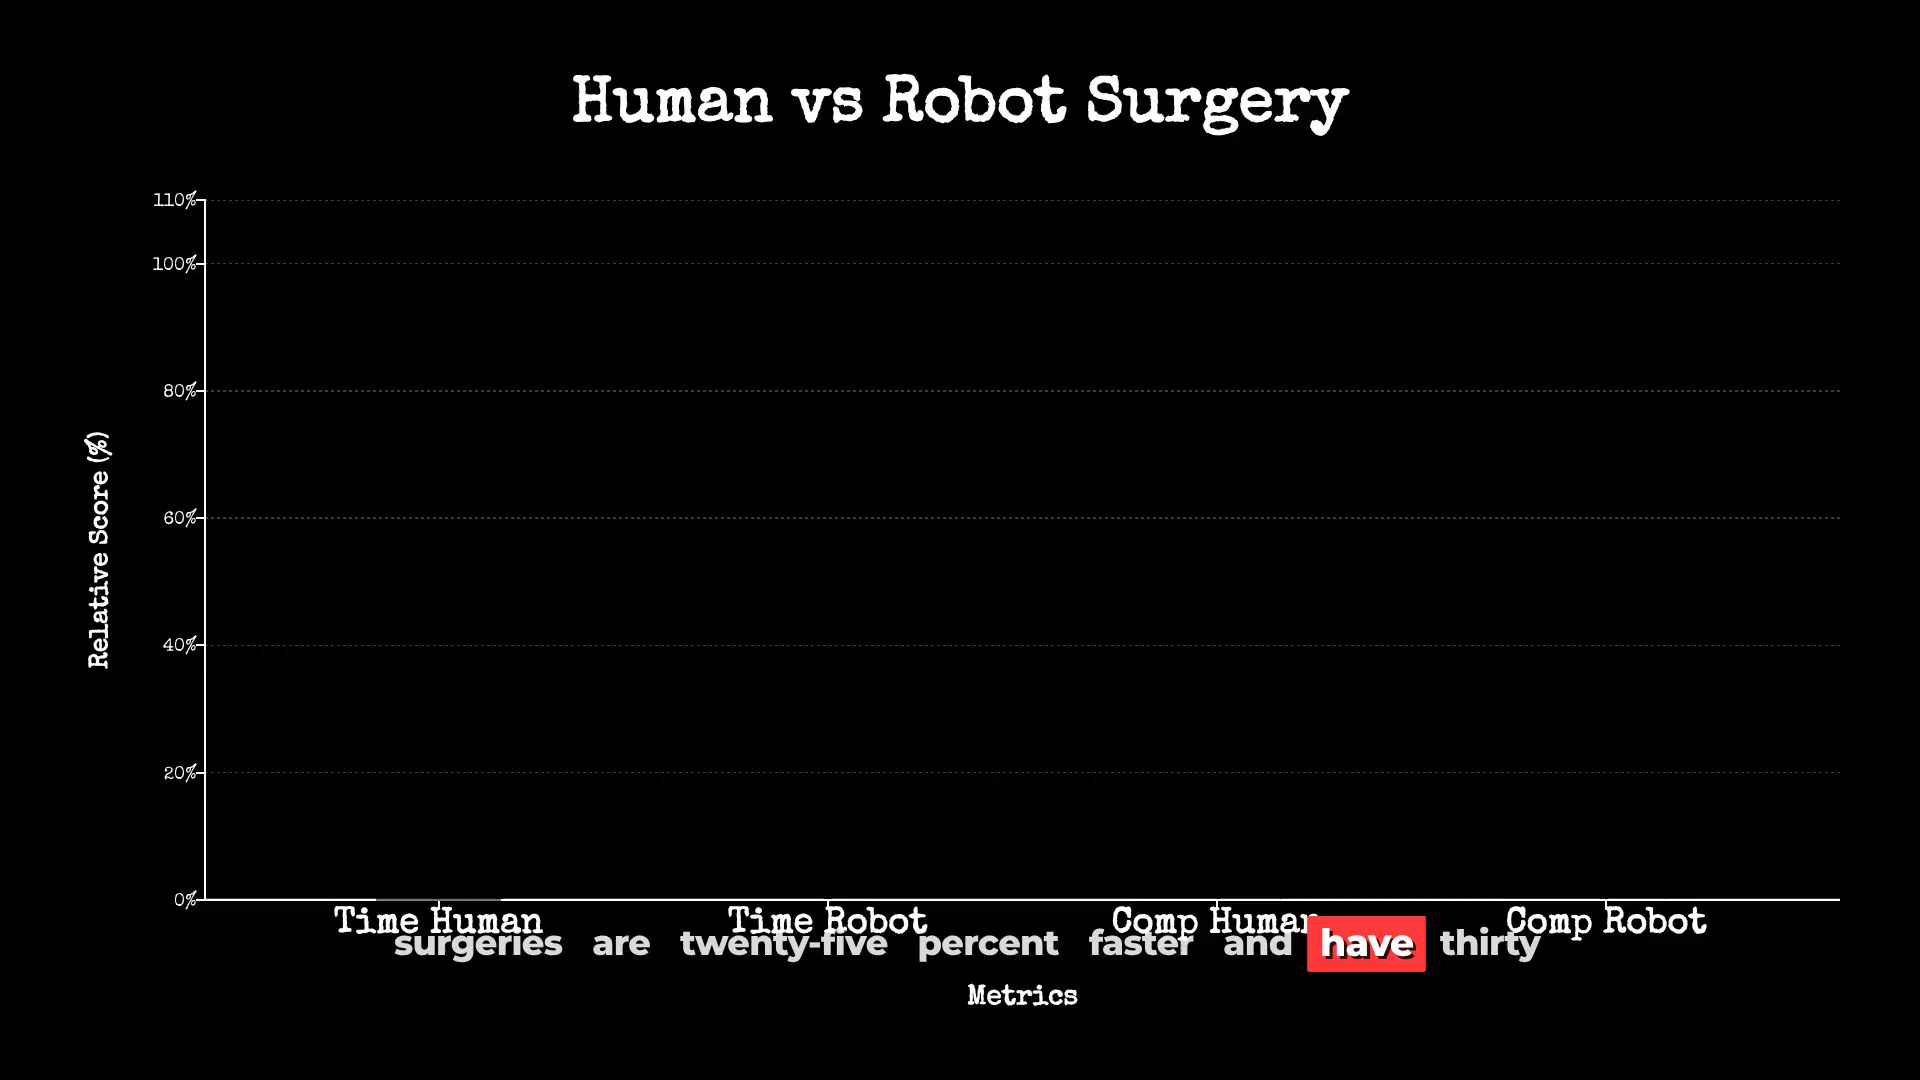 Human vs Robot Surgery
110%
100%
80%
60%
40%
20%
0%
Relative Score (%)
Time Human Time Robot Comp Human Comp Robot
surgeries are twenty-five percent faster and have thirty
Metrics